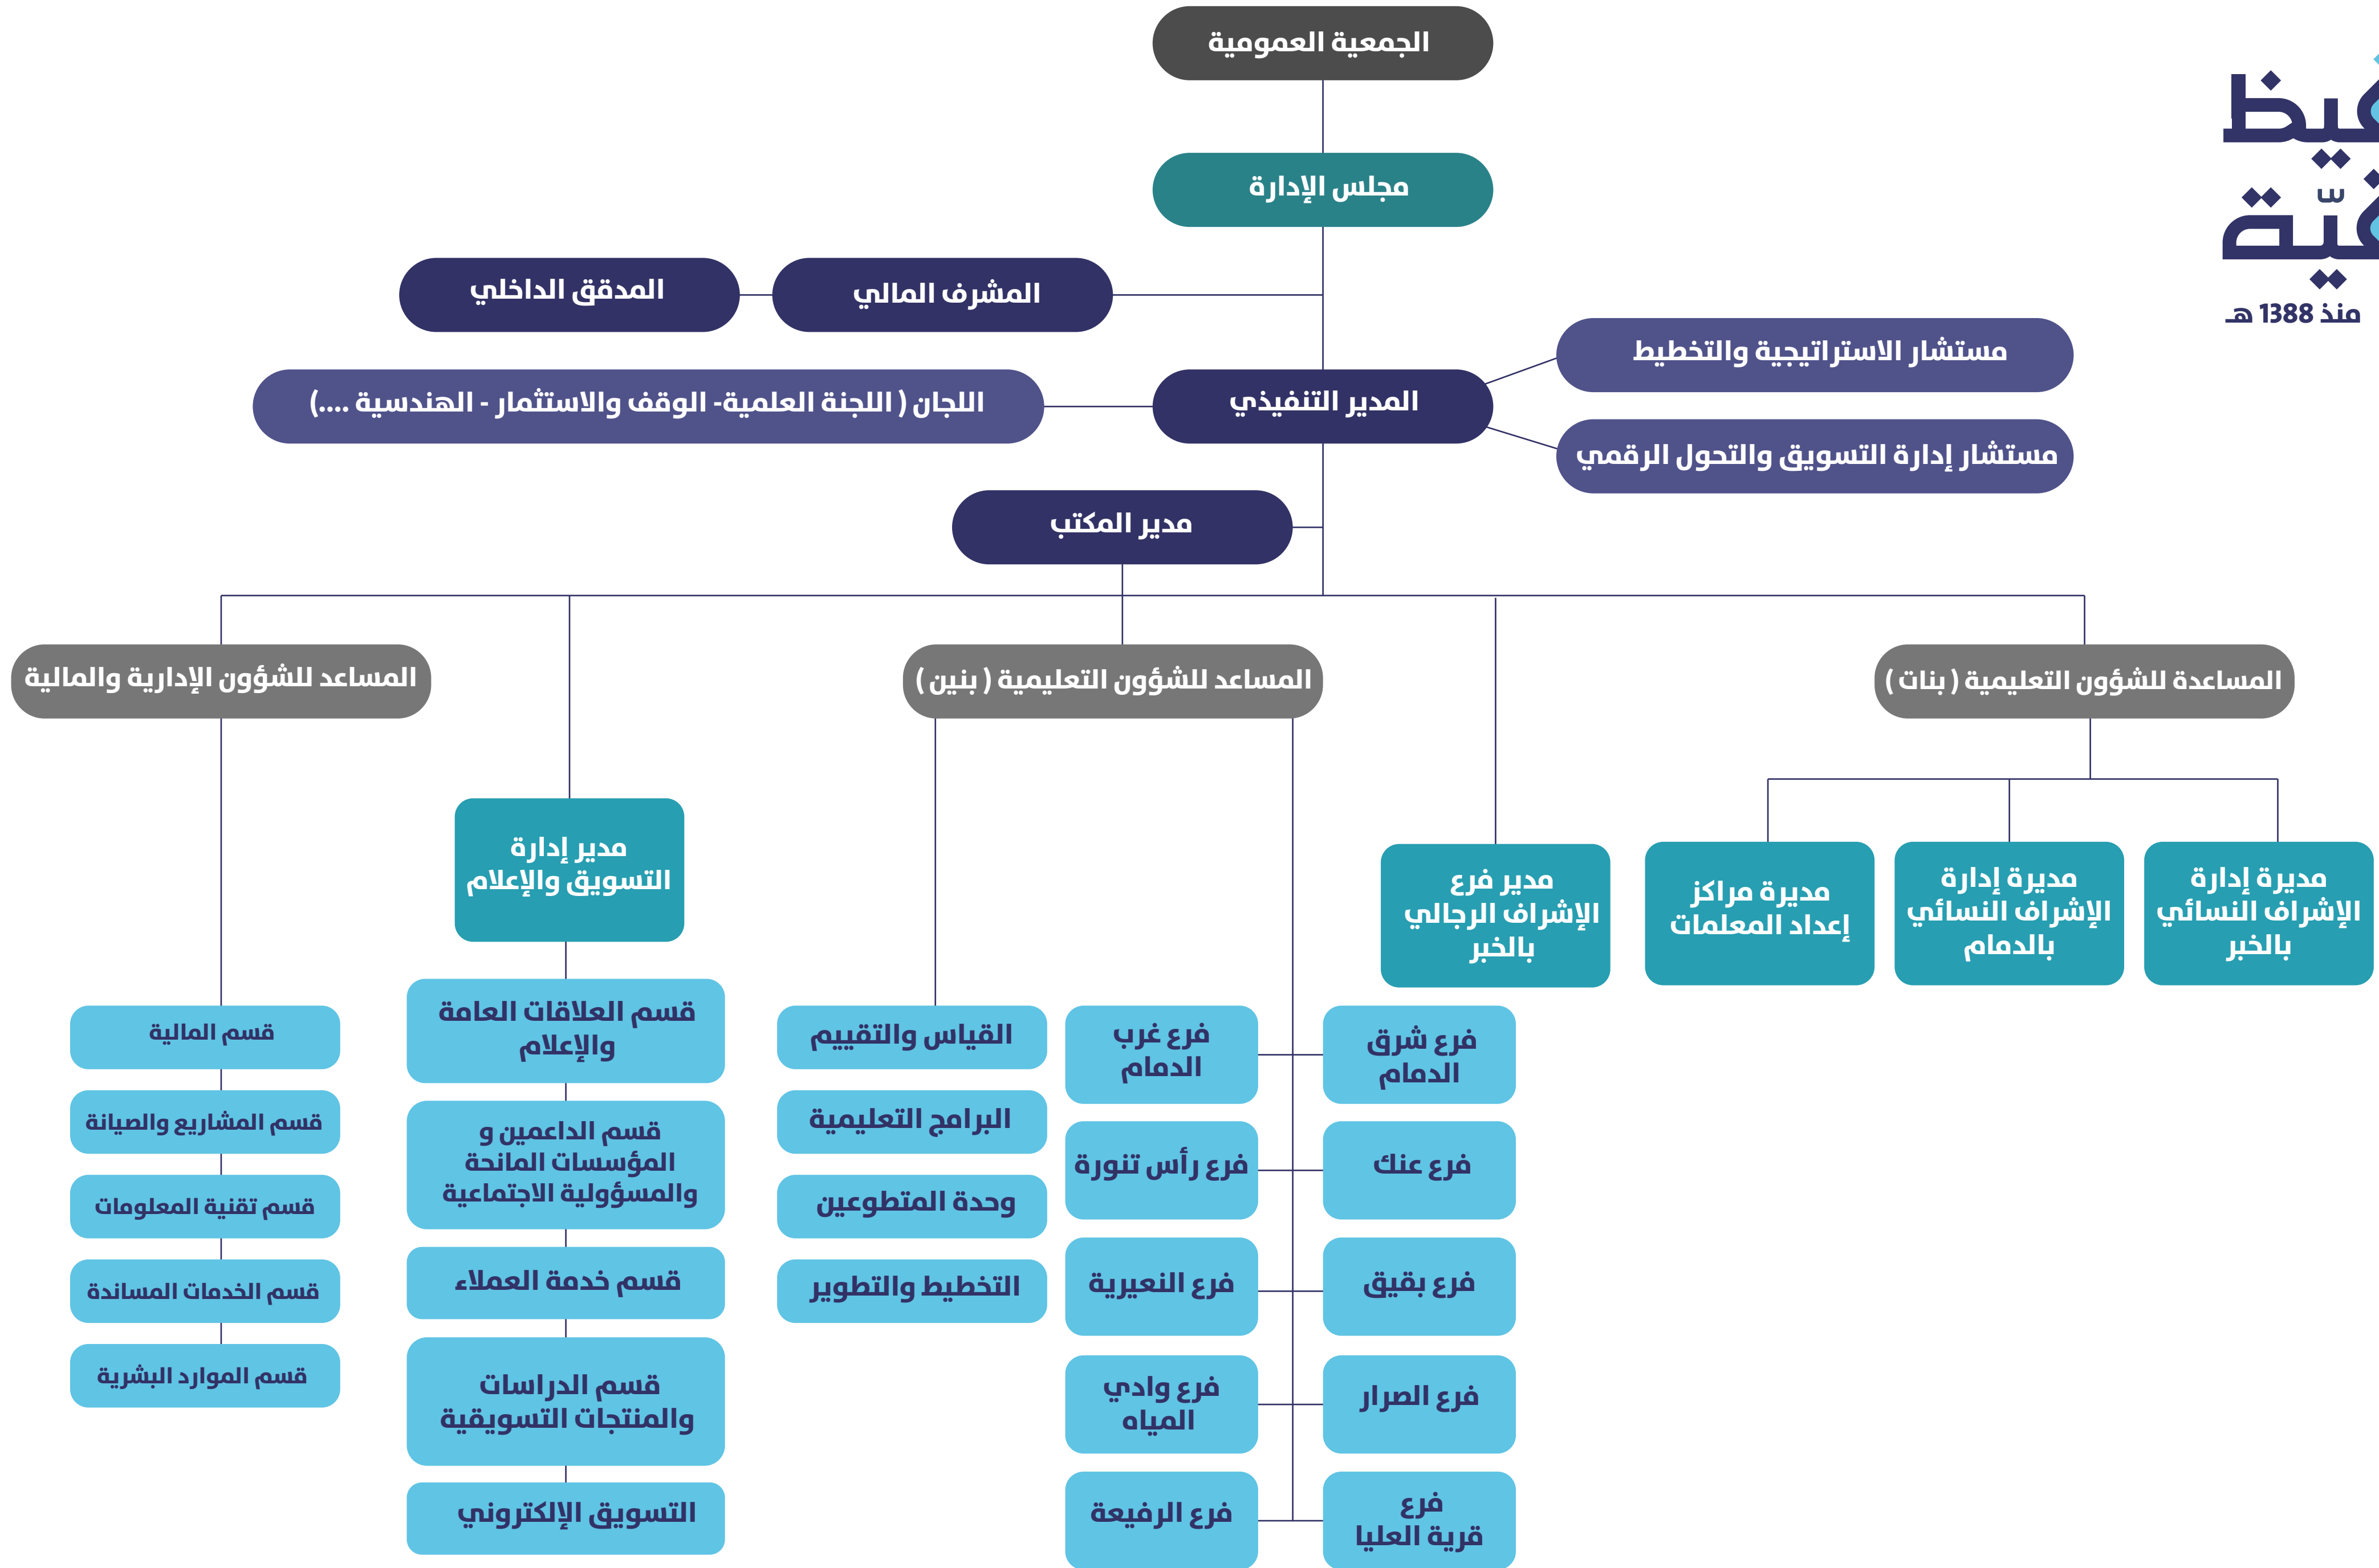 الجمعية العمومية
منذ 1388 هـ
مجلس الإدارة
المشرف المالي
المدقق الداخلي
مستشار الاستراتيجية والتخطيط
المدير التنفيذي
اللجان ( اللجنة العلمية- الوقف والاستثمار - الهندسية ....)
مستشار إدارة التسويق والتحول الرقمي
مدير المكتب
المساعدة للشؤون التعليمية ( بنات )
المساعد للشؤون التعليمية ( بنين )
المساعد للشؤون الإدارية والمالية
مديرة إدارة
الإشراف النسائي
بالخبر
مديرة إدارة
الإشراف النسائي
بالدمام
مديرة مراكز
إعداد المعلمات
مدير فرع
الإشراف الرجالي
بالخبر
مدير إدارة
التسويق والإعلام
فرع شرق
الدمام
فرع عنك
فرع بقيق
فرع الصرار
فرع
قرية العليا
فرع غرب
الدمام
فرع رأس تنورة
فرع النعيرية
فرع وادي
المياه
فرع الرفيعة
القياس والتقييم
البرامج التعليمية
وحدة المتطوعين
التخطيط والتطوير
قسم العلاقات العامة
والإعلام
قسم الداعمين و
المؤسسات المانحة
والمسؤولية الاجتماعية
قسم خدمة العملاء
قسم الدراسات
والمنتجات التسويقية
التسويق الإلكتروني
قسم المالية
قسم المشاريع والصيانة
قسم تقنية المعلومات
قسم الخدمات المساندة
قسم الموارد البشرية